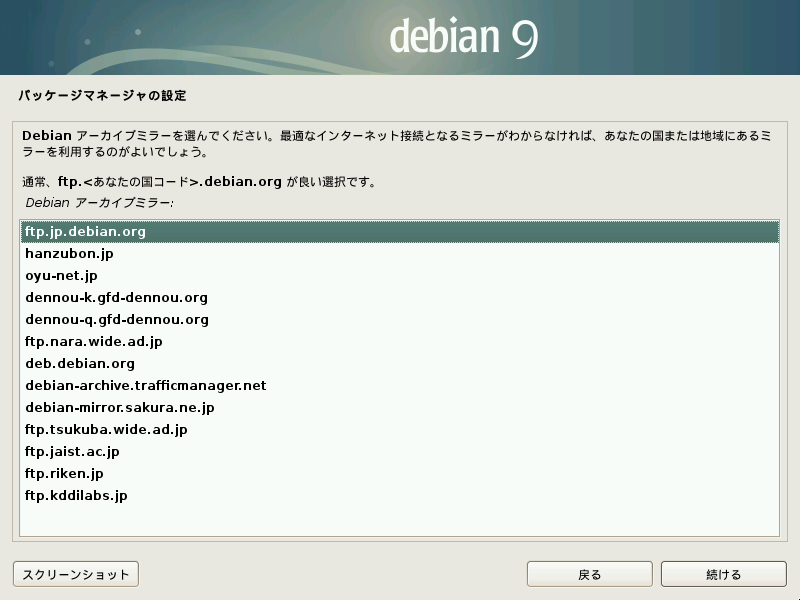 debian 9
パッケージマネージャの設定
Debian アーカイブミラーを選んでください。最適なインターネット接続となるミラーがわからなければ、あなたの国または地域にあるミ
ラーを利用するのがよいでしょう。
通常、ftp.<あなたの国コード>.debian.org が良い選択です。
Debian アーカイブミラー:
ftp.jp.debian.org
hanzubon.jp
oyu-net.jp
dennou-k.gfd-dennou.org
dennou-q.gfd-dennou.org
ftp.nara.wide.ad.jp
deb.debian.org
debian-archive.trafficmanager.net
debian-mirror.sakura.ne.jp
ftp.tsukuba.wide.ad.jp
ftp.jaist.ac.jp
ftp.riken.jp
ftp.kddilabs.jp
スクリーンショット
戻る
続ける